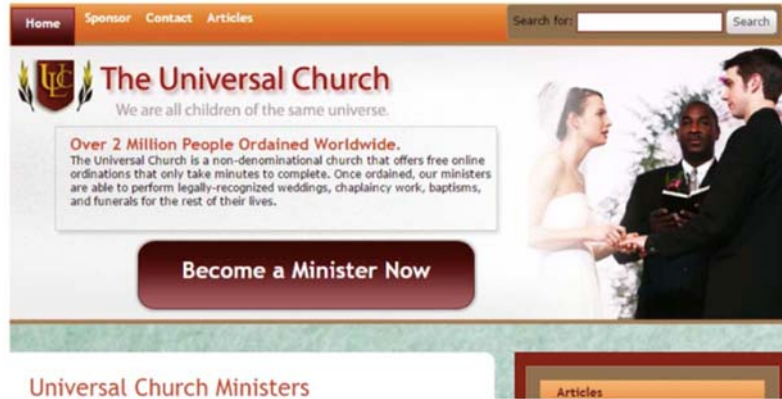 Home Sponsor Contact Articles Search for: Search
ULC
The Universal Church
We are all children of the same universe.
Over 2 Million People Ordained Worldwide.
The Universal Church is a non-denominational church that offers free online
ordinations that only take minutes to complete. Once ordained, our ministers
are able to perform legally-recognized weddings, chaplaincy work, baptisms,
and funerals for the rest of their lives.
Become a Minister Now
Universal Church Ministers
Articles